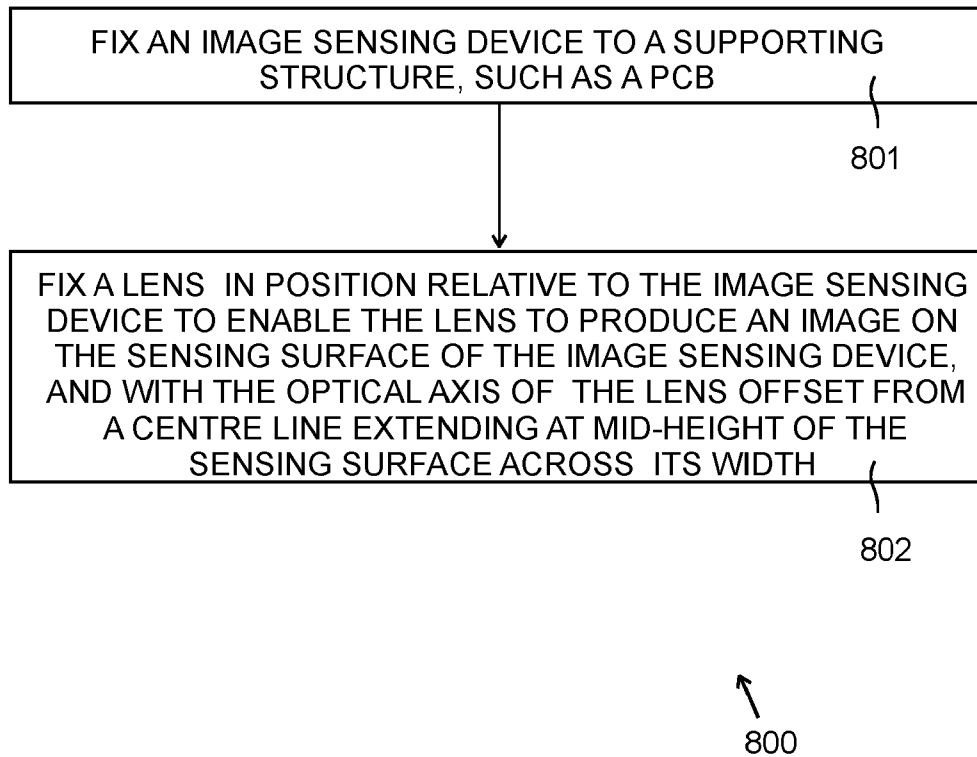 FIX AN IMAGE SENSING DEVICE TO A SUPPORTING
STRUCTURE, SUCH AS A PCB
801
FIX A LENS IN POSITION RELATIVE TO THE IMAGE SENSING
DEVICE TO ENABLE THE LENS TO PRODUCE AN IMAGE ON
THE SENSING SURFACE OF THE IMAGE SENSING DEVICE,
AND WITH THE OPTICAL AXIS OF THE LENS OFFSET FROM
A CENTRE LINE EXTENDING AT MID-HEIGHT OF THE
SENSING SURFACE ACROSS ITS WIDTH
802
800